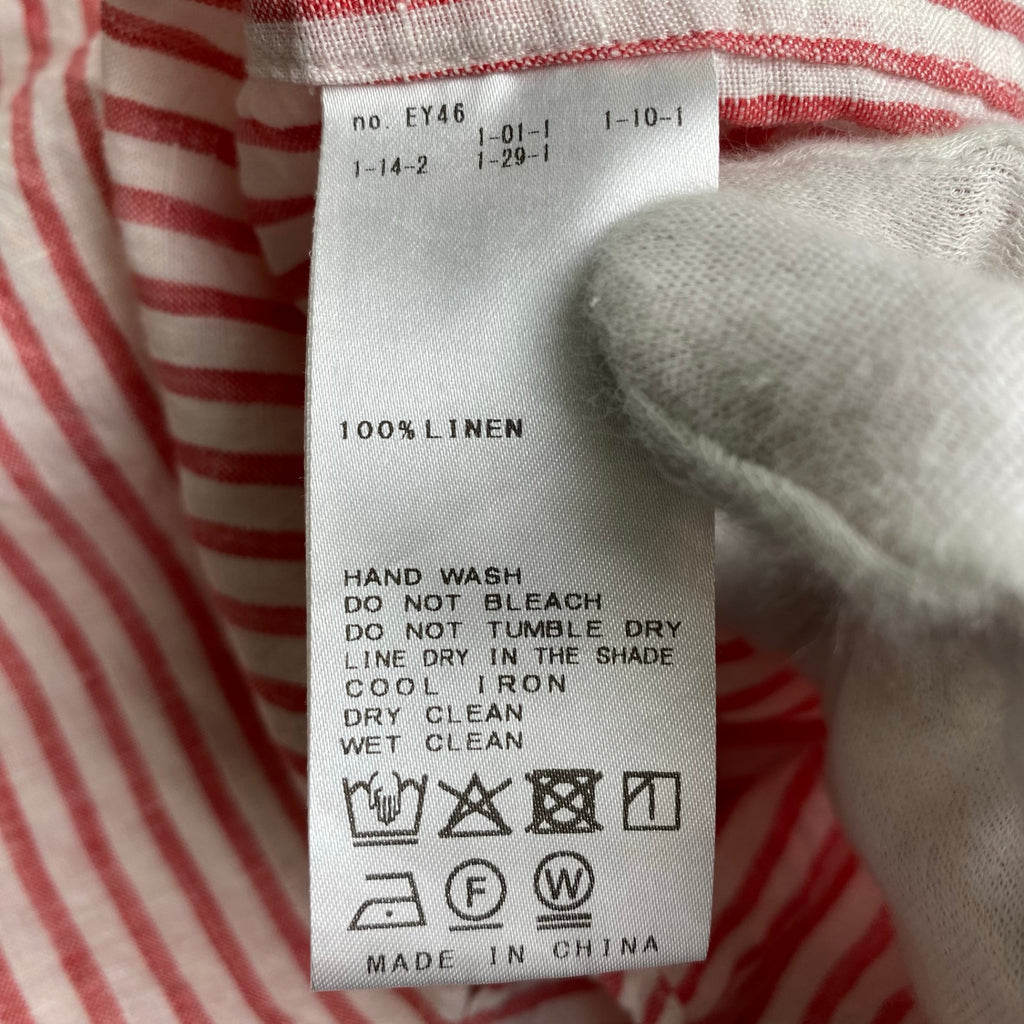 no. EY46 1-01-1 1-10-1
1-14-2 1-29-1
100% LINEN
HAND WASH
DO NOT BLEACH
DO NOT TUMBLE DRY
LINE DRY IN THE SHADE
COOL IRON
DRY CLEAN
WET CLEAN
F W
MADE IN CHINA